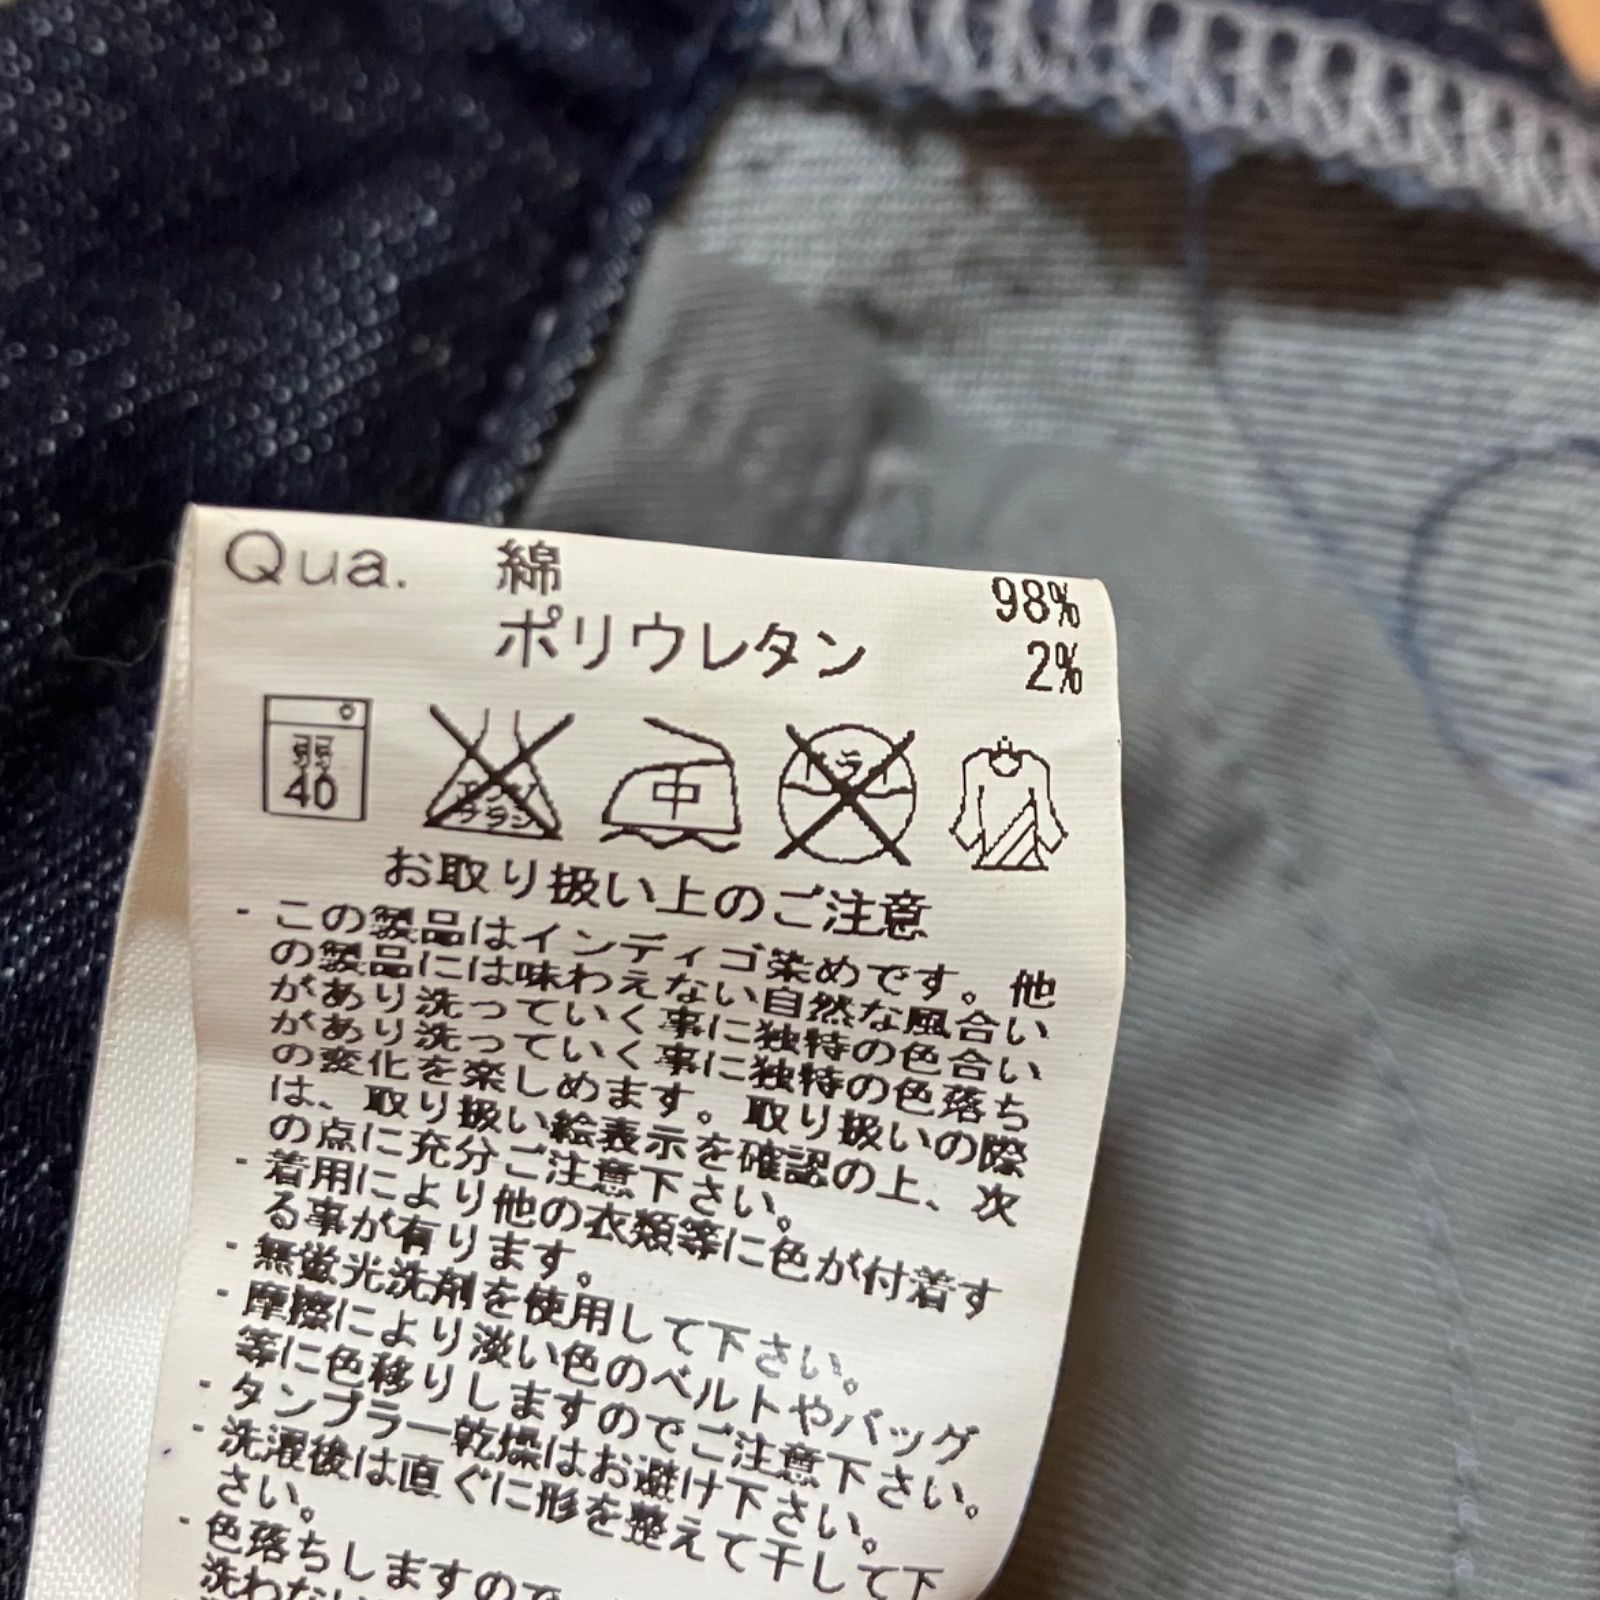 Qua. 綿 98%
ポリウレタン 2%
弱 40 エンソ サラシ 中 ドライ
お取り扱い上のご注意
- この製品はインディゴ染めです。他
の製品には味わえない自然な風合い
があり洗っていく事に独特の色合い
があり洗っていく事に独特の色落ち
の変化を楽しめます。取り扱いの際
は、取り扱い絵表示を確認の上、次
の点に充分ご注意下さい。
- 着用により他の衣類等に色が付着す
る事が有ります。
- 無蛍光洗剤を使用して下さい。
- 摩擦により淡い色のベルトやバッグ
等に色移りしますのでご注意下さい。
- タンブラー乾燥はお避け下さい。
- 洗濯後は直ぐに形を整えて干して下
さい。
- 色落ちしますので
洗わな